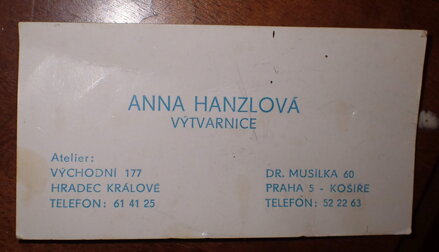 ANNA HANZLOVÁ
VÝTVARNICE
Atelier:
VÝCHODNÍ 177
HRADEC KRÁLOVÉ
TELEFON: 61 41 25
DR. MUSILKA 60
PRAHA 5 - KOŠÍŘE
TELEFON: 52 22 63